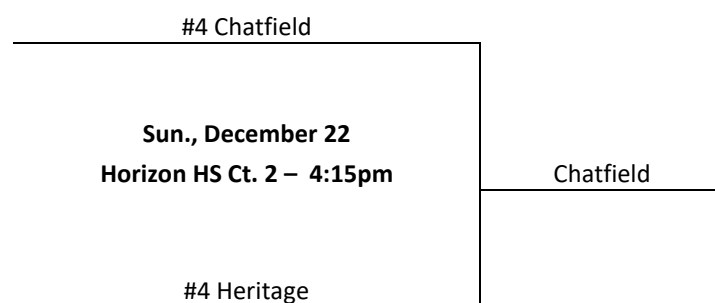 #4 Chatfield
Sun., December 22
Horizon HS Ct. 2 – 4:15pm
Chatfield
#4 Heritage